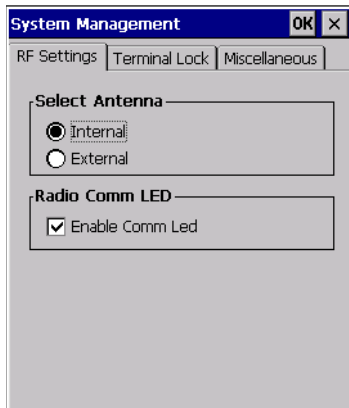 System Management OK ×
RF Settings Terminal Lock Miscellaneous
Select Antenna
Internal
External
Radio Comm LED
Enable Comm Led